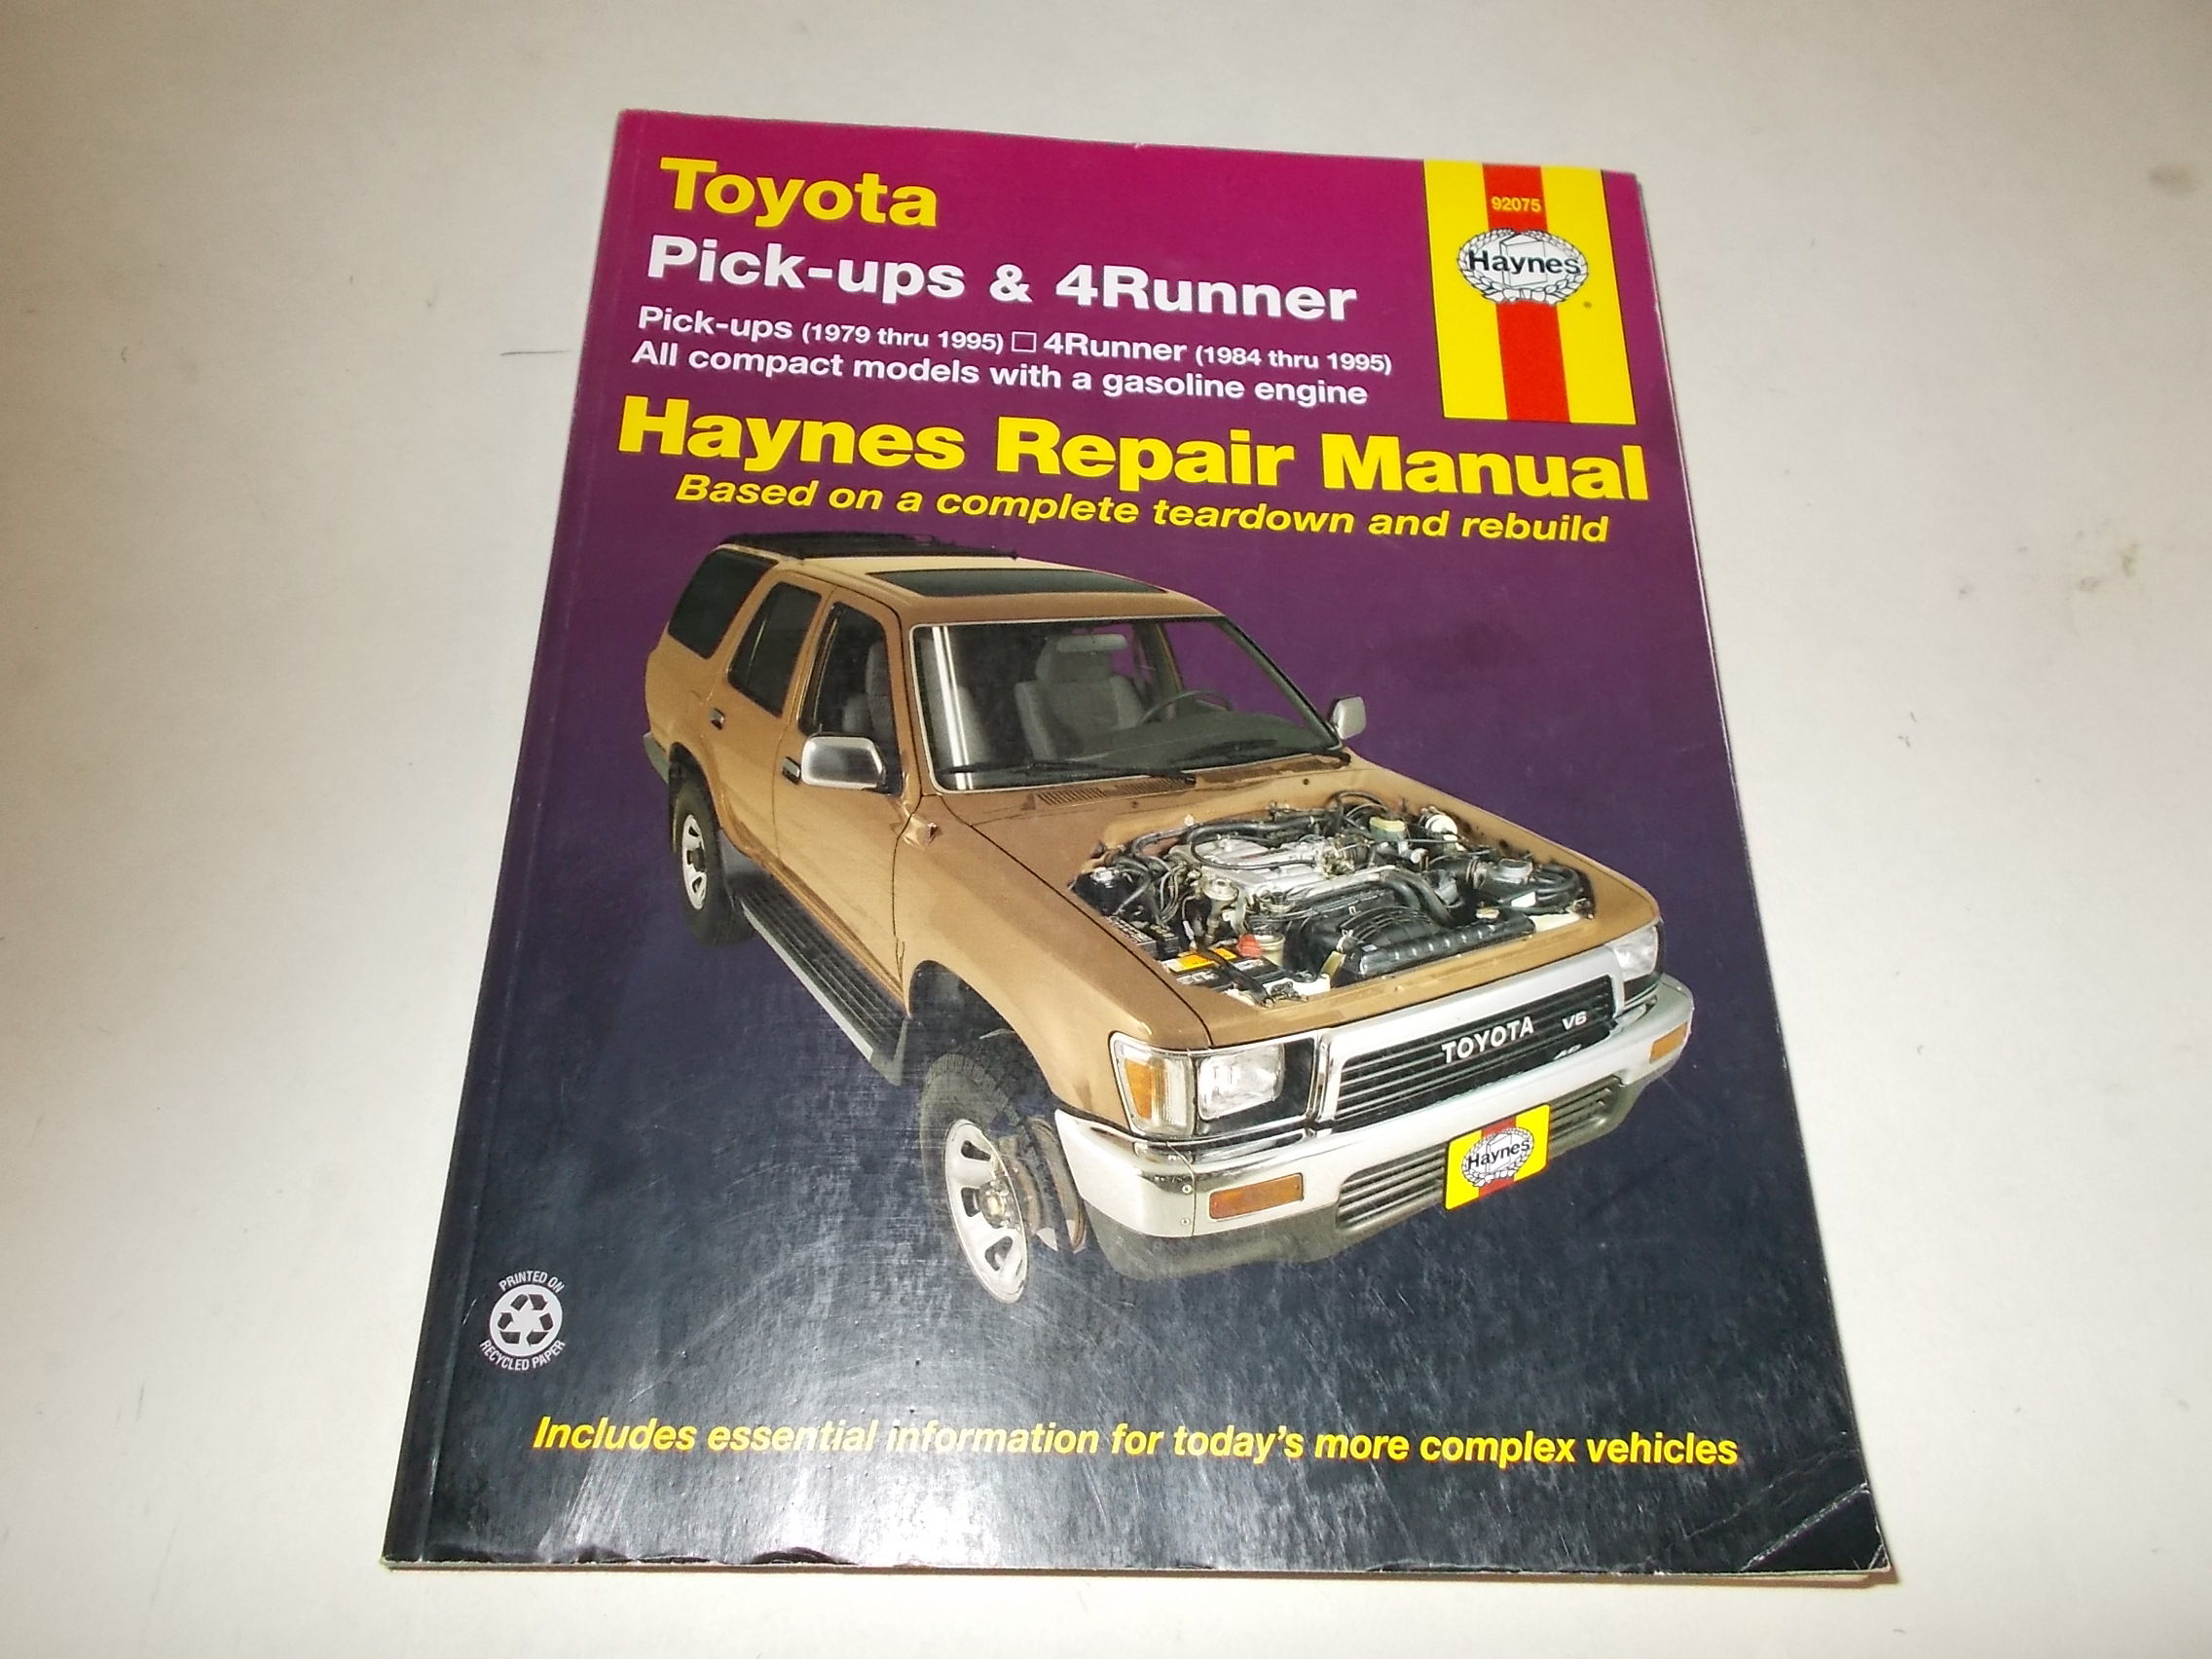 Toyota
92075
Haynes
Pick-ups & 4Runner
Pick-ups (1979 thru 1995) □ 4Runner (1984 thru 1995)
All compact models with a gasoline engine
Haynes Repair Manual
Based on a complete teardown and rebuild
TOYOTA V6
Haynes
PRINTED ON
RECYCLED PAPER
Includes essential information for today's more complex vehicles